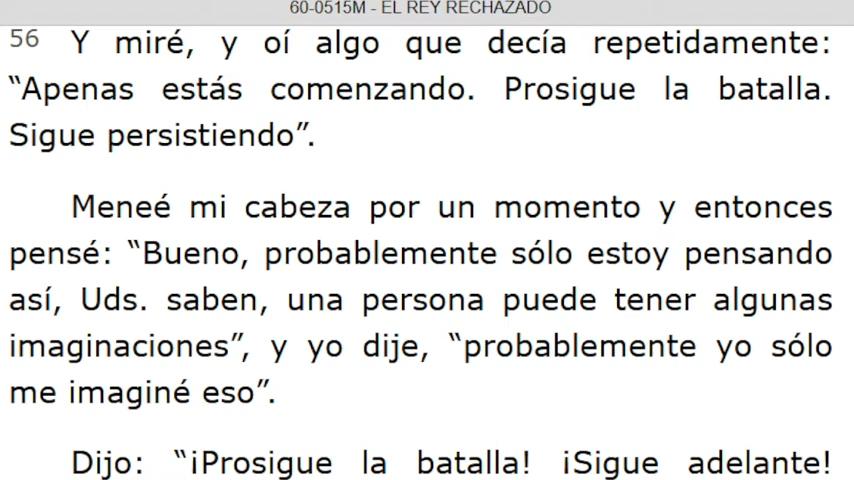 60-0515M - EL REY RECHAZADO
56 Y miré, y oí algo que decía repetidamente:
“Apenas estás comenzando. Prosigue la batalla.
Sigue persistiendo”.
Meneé mi cabeza por un momento y entonces
pensé: “Bueno, probablemente sólo estoy pensando
así, Uds. saben, una persona puede tener algunas
imaginaciones”, y yo dije, “probablemente yo sólo
me imaginé eso”.
Dijo: “¡Prosigue la batalla! ¡Sigue adelante!